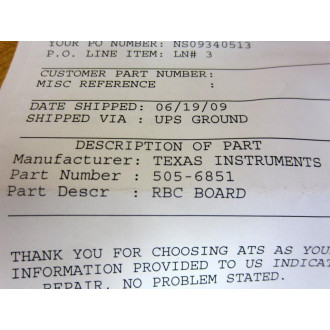 YOUR PO NUMBER: NS09340513
P.O. LINE ITEM: LN# 3
CUSTOMER PART NUMBER:
MISC REFERENCE :
DATE SHIPPED: 06/19/09
SHIPPED VIA : UPS GROUND
DESCRIPTION OF PART
Manufacturer: TEXAS INSTRUMENTS
Part Number : 505-6851
Part Descr : RBC BOARD
THANK YOU FOR CHOOSING ATS AS YOU
INFORMATION PROVIDED TO US INDICAT
REPAIR, NO PROBLEM STATED.